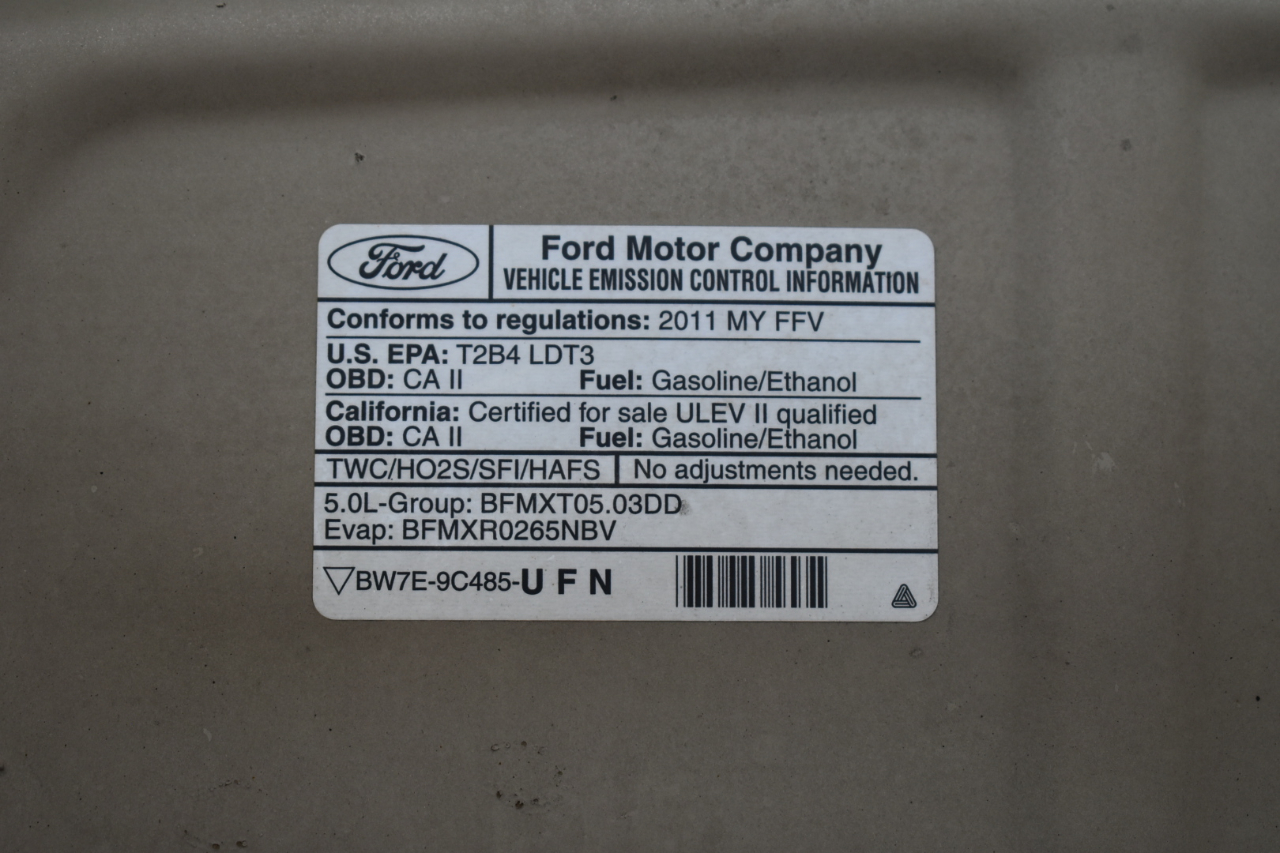 Ford
Ford Motor Company
VEHICLE EMISSION CONTROL INFORMATION
Conforms to regulations: 2011 MY FFV
U.S. EPA: T2B4 LDT3
OBD: CA II Fuel: Gasoline/Ethanol
California: Certified for sale ULEV II qualified
OBD: CA II Fuel: Gasoline/Ethanol
TWC/HO2S/SFI/HAFS No adjustments needed.
5.0L-Group: BFMXT05.03DD
Evap: BFMXR0265NBV
BW7E-9C485-U F N